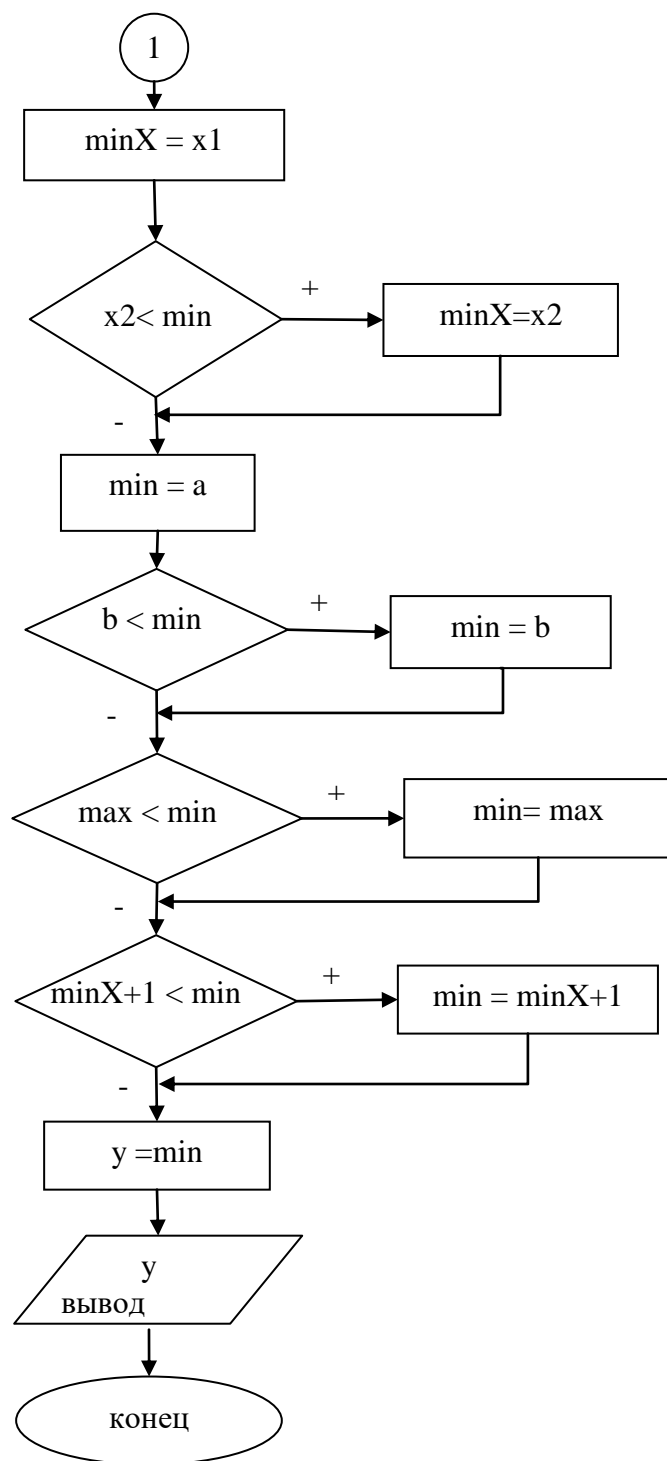 1
minX = x1
x2< min
+
minX=x2
-
min = a
b < min
+
min = b
-
max < min
+
min= max
-
minX+1 < min
+
min = minX+1
-
y =min
y
вывод
конец